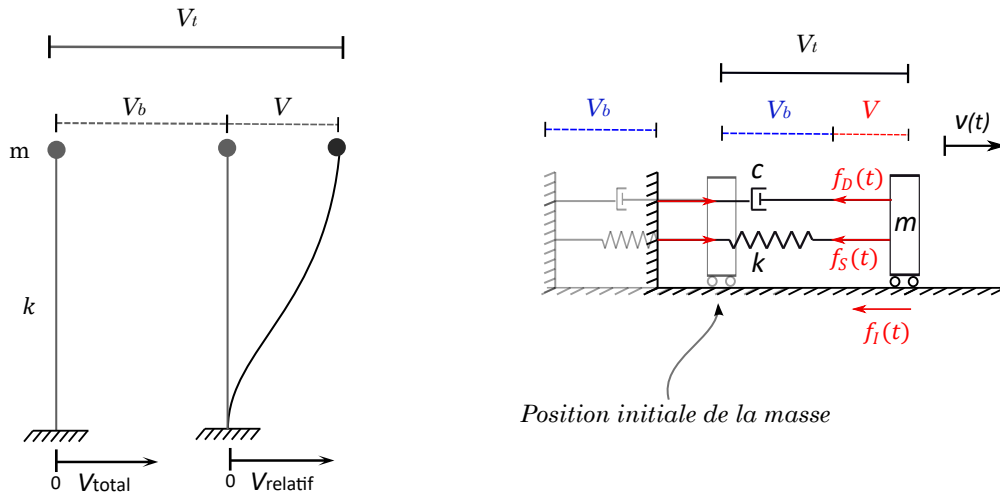 Vt
Vb
V
m
k
0
Vtotal
0
Vrelatif
Vt
Vb
Vb
V
v(t)
c
fD(t)
m
k
fS(t)
fI(t)
Position initiale de la masse